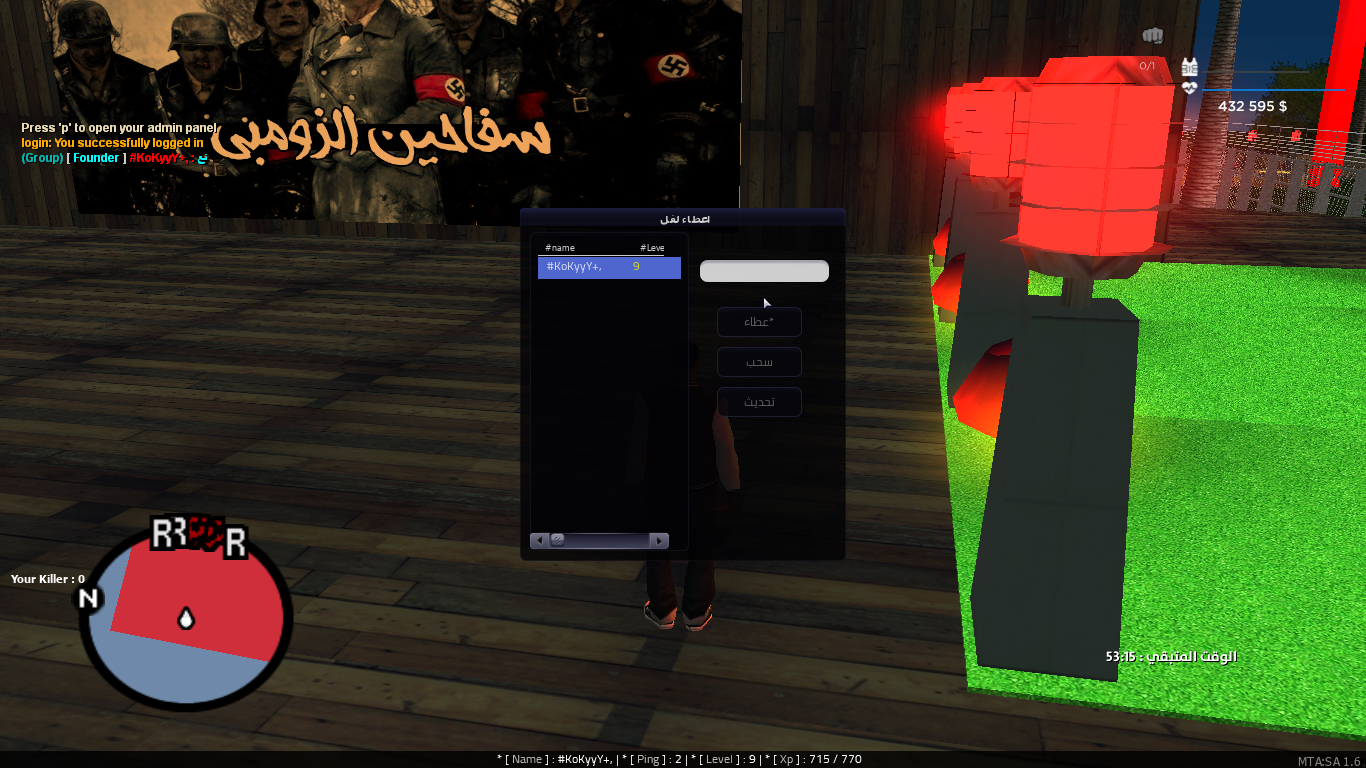 0/1
432 595 $
سفاحين الزومبي
Press 'p' to open your admin panel
login: You successfully logged in
(Group) [ Founder ] #KoKyyY+, : تع
اعطاء لفل
#name #Leve
#KoKyyY+, 9
*عطاء
سحب
تحديث
R R
Your Killer : 0
N
الوقت المتبقي : 53:15
* [ Name ] : #KoKyyY+, | * [ Ping ] : 2 | * [ Level ] : 9 | * [ Xp ] : 715 / 770
MTA:SA 1.6